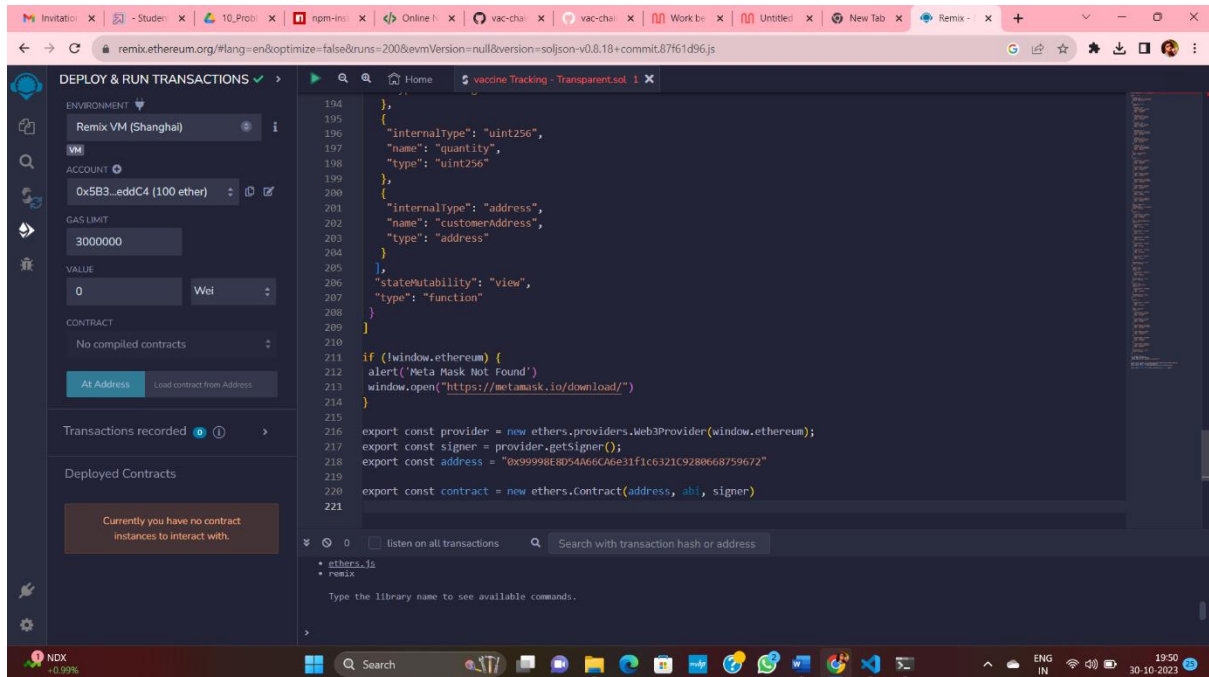 Invitation
- Studen
10_Probl
npm-ins
Online
vac-chai
vac-chai
Work be
Untitled
New Tab
Remix -
remix.ethereum.org/#lang=en&optimize=false&runs=200&evmVersion=null&version=soljson-v0.8.18+commit.87f61d96.js
DEPLOY & RUN TRANSACTIONS
Home
vaccine Tracking - Transparent.sol 1
ENVIRONMENT
Remix VM (Shanghai)
VM
ACCOUNT
0x5B3...eddC4 (100 ether)
GAS LIMIT
3000000
VALUE
0
Wei
CONTRACT
No compiled contracts
At Address
Load contract from Address
Transactions recorded 0
Deployed Contracts
Currently you have no contract
instances to interact with.
194 },
195 {
196 "internalType": "uint256",
197 "name": "quantity",
198 "type": "uint256"
199 },
200 {
201 "internalType": "address",
202 "name": "customerAddress",
203 "type": "address"
204 }
205 ],
206 "stateMutability": "view",
207 "type": "function"
208 }
209 ]
210
211 if (!window.ethereum) {
212 alert('Meta Mask Not Found')
213 window.open("https://metamask.io/download/")
214 }
215
216 export const provider = new ethers.providers.Web3Provider(window.ethereum);
217 export const signer = provider.getSigner();
218 export const address = "0x99998E8D54A66CA6e31f1c6321C9280668759672"
219
220 export const contract = new ethers.Contract(address, abi, signer)
221
0 listen on all transactions
Search with transaction hash or address
• ethers.js
• remix
Type the library name to see available commands.
>
1
NDX
+0.99%
Search
ENG
IN
19:50
30-10-2023
25